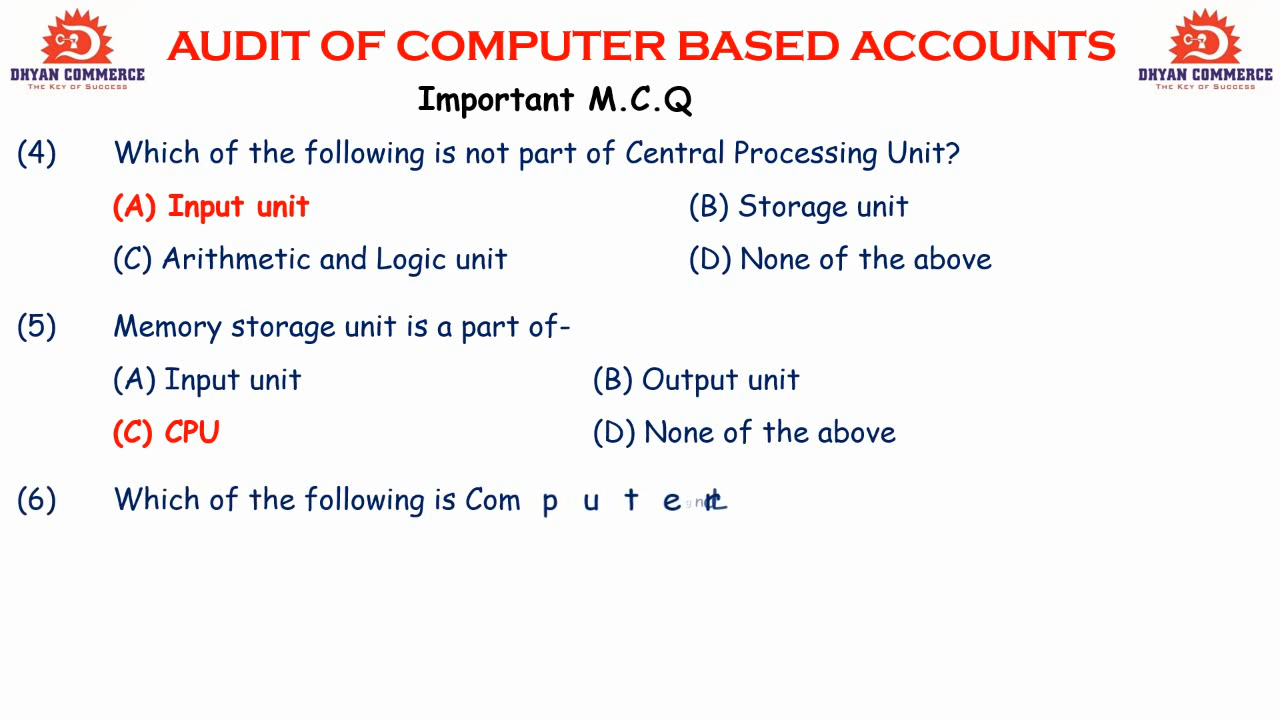 DHYAN COMMERCE
The Key of Success
AUDIT OF COMPUTER BASED ACCOUNTS
DHYAN COMMERCE
The Key of Success
Important M.C.Q
(4) Which of the following is not part of Central Processing Unit?
(A) Input unit (B) Storage unit
(C) Arithmetic and Logic unit (D) None of the above
(5) Memory storage unit is a part of-
(A) Input unit (B) Output unit
(C) CPU (D) None of the above
(6) Which of the following is Computer